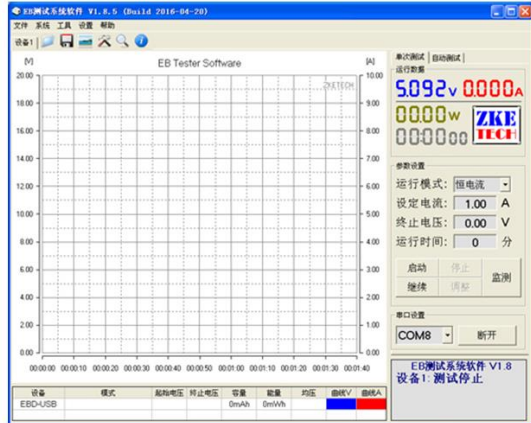 EB测试系统软件 V1.8.5 (Build 2016-04-20)
文件 系统 工具 设置 帮助
设备1
[V] EB Tester Software [A]
ZKETECH
20.00 10.00
18.00 9.00
16.00 8.00
14.00 7.00
12.00 6.00
10.00 5.00
8.00 4.00
6.00 3.00
4.00 2.00
2.00 1.00
0.00 0.00
00:00:00 00:00:10 00:00:20 00:00:30 00:00:40 00:00:50 00:01:00 00:01:10 00:01:20 00:01:30 00:01:40
设备 模式 起始电压 终止电压 容量 能量 均压 曲线V 曲线A
EBD-USB 0mAh 0mWh
单次测试 自动测试
运行数据
5.092V 0.000A
00.00W
00:00:00
ZKE
TECH
参数设置
运行模式: 恒电流
设定电流: 1.00 A
终止电压: 0.00 V
运行时间: 0 分
启动 停止 监测
继续 调整
串口设置
COM8 断开
EB测试系统软件 V1.8
设备1: 测试停止